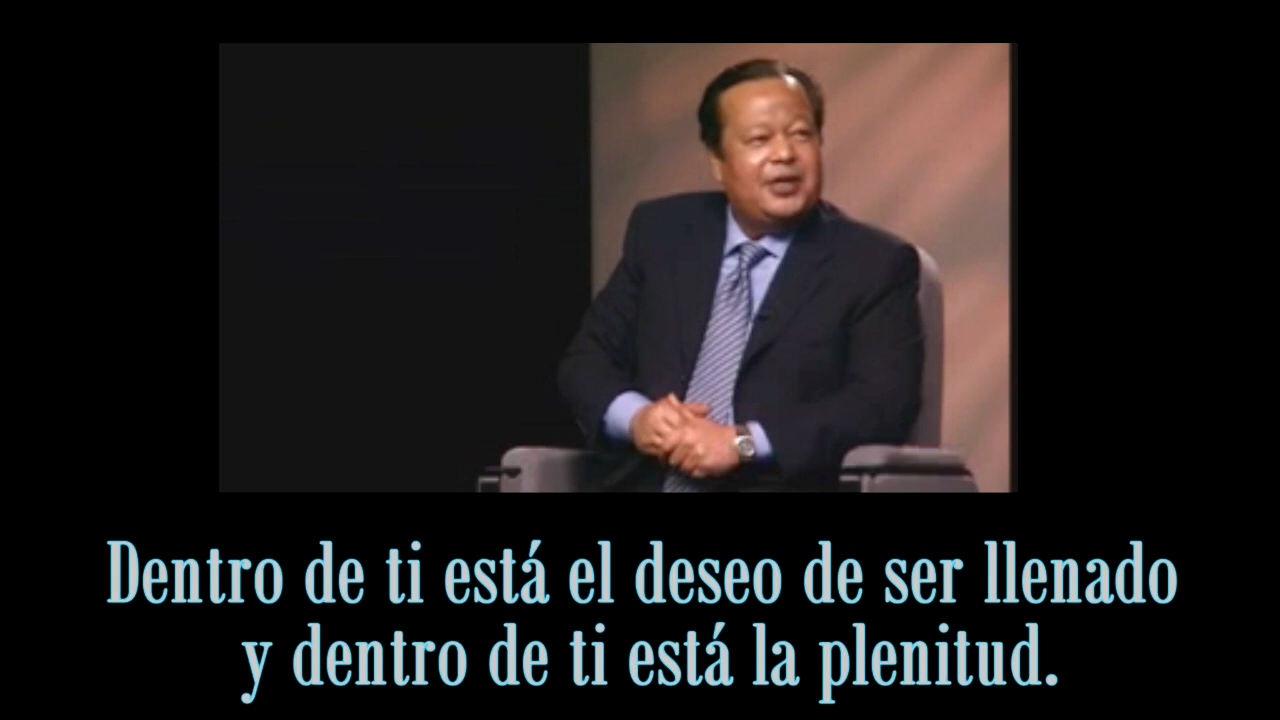 Dentro de ti está el deseo de ser llenado
y dentro de ti está la plenitud.